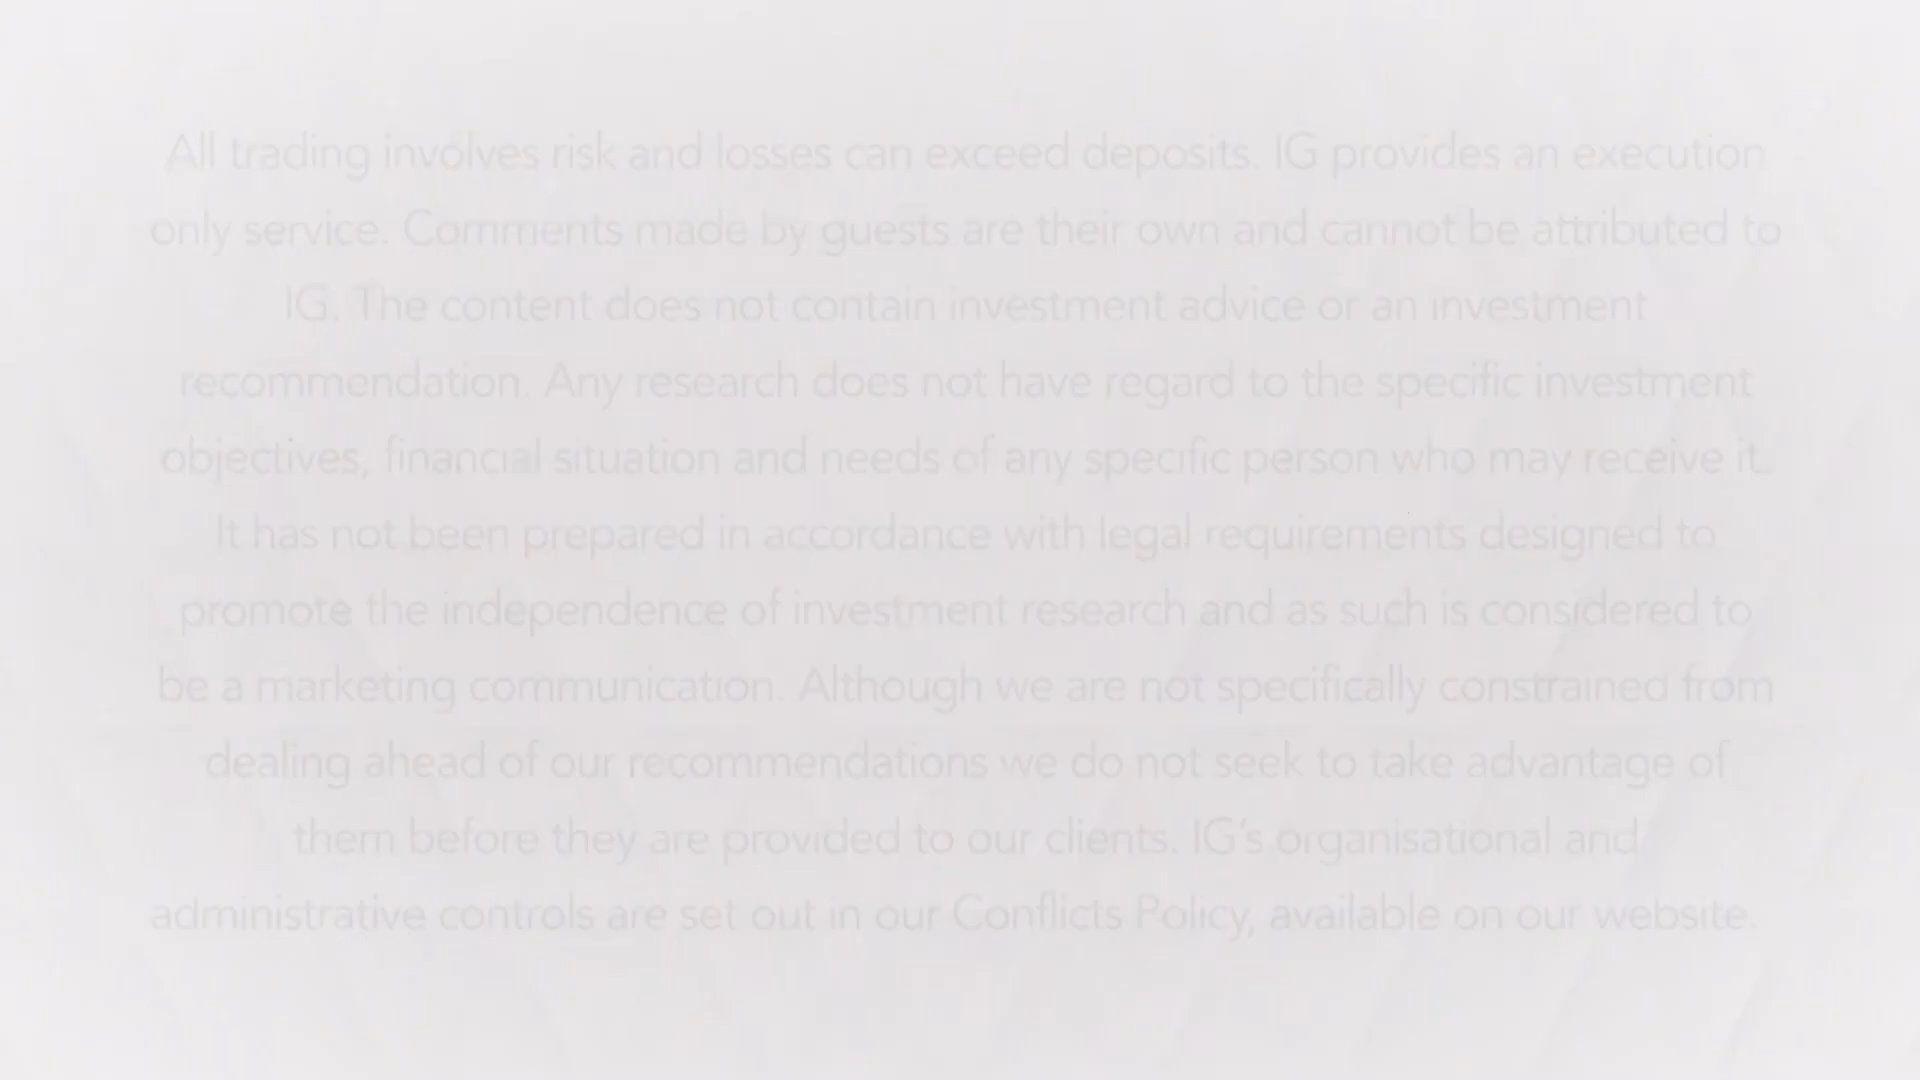 All trading involves risk and losses can exceed deposits. IG provides an execution
only service. Comments made by guests are their own and cannot be attributed to
IG. The content does not contain investment advice or an investment
recommendation. Any research does not have regard to the specific investment
objectives, financial situation and needs of any specific person who may receive it.
It has not been prepared in accordance with legal requirements designed to
promote the independence of investment research and as such is considered to
be a marketing communication. Although we are not specifically constrained from
dealing ahead of our recommendations we do not seek to take advantage of
them before they are provided to our clients. IG's organisational and
administrative controls are set out in our Conflicts Policy, available on our website.